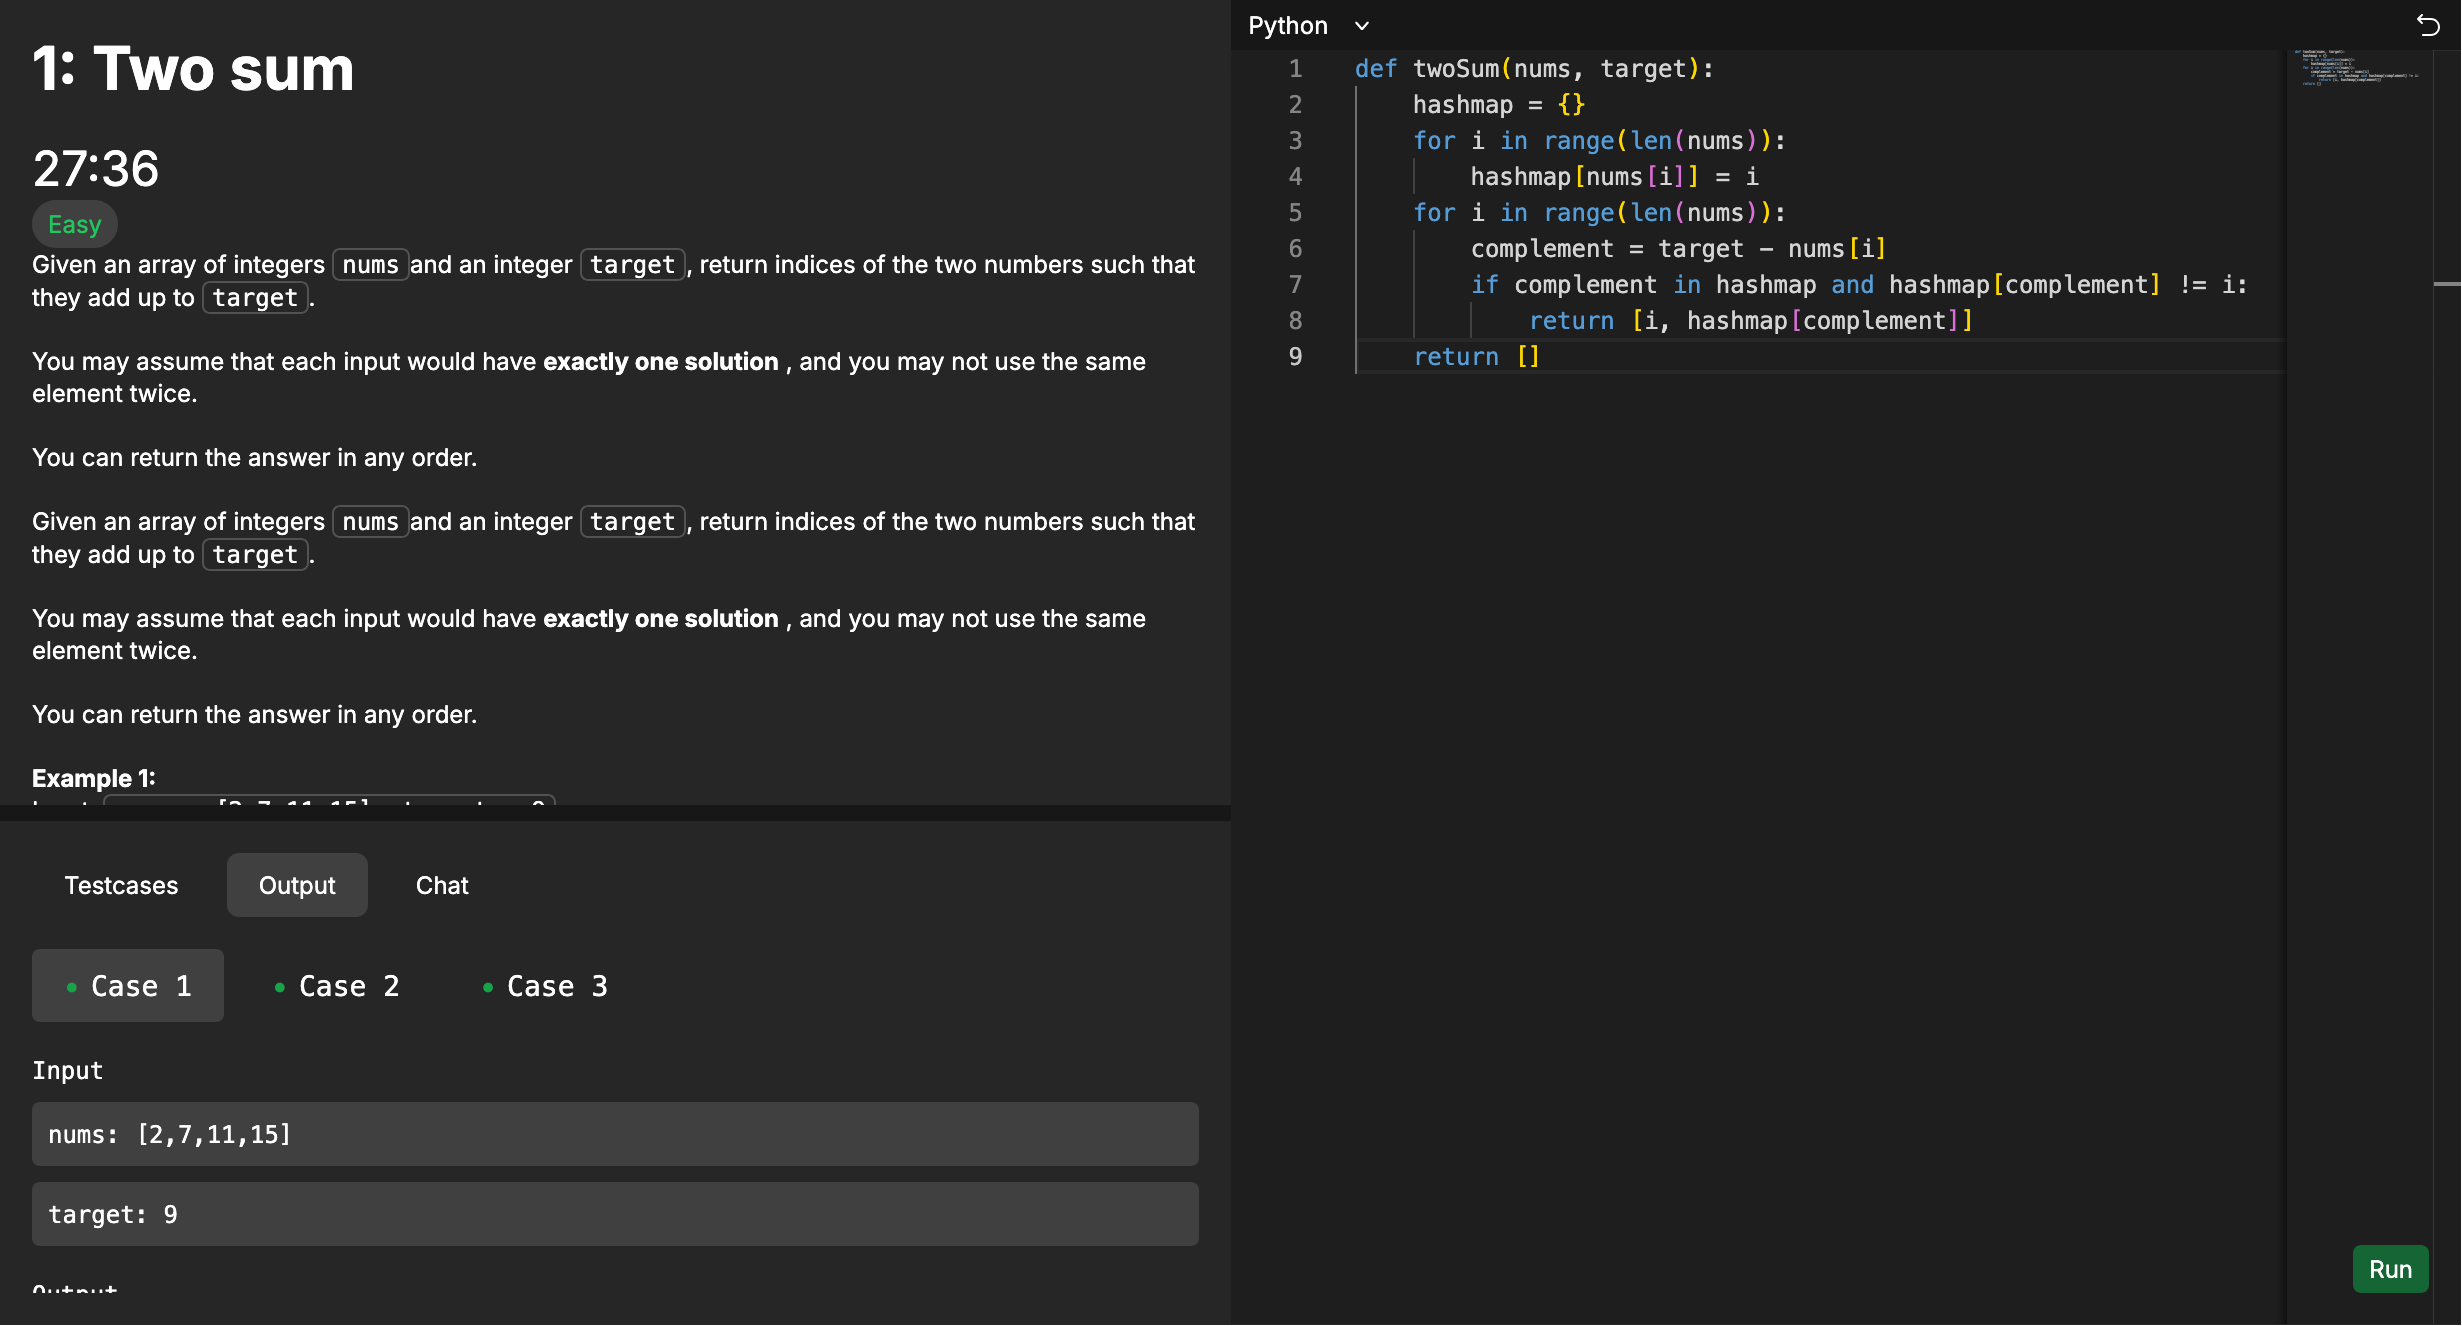 1: Two sum
27:36
Easy
Given an array of integers nums and an integer target, return indices of the two numbers such that
they add up to target.
You may assume that each input would have exactly one solution , and you may not use the same
element twice.
You can return the answer in any order.
Given an array of integers nums and an integer target, return indices of the two numbers such that
they add up to target.
You may assume that each input would have exactly one solution , and you may not use the same
element twice.
You can return the answer in any order.
Example 1:
Testcases Output Chat
Case 1 Case 2 Case 3
Input
nums: [2,7,11,15]
target: 9
Output
Python
1 def twoSum(nums, target):
2     hashmap = {}
3     for i in range(len(nums)):
4         hashmap[nums[i]] = i
5     for i in range(len(nums)):
6         complement = target - nums[i]
7         if complement in hashmap and hashmap[complement] != i:
8             return [i, hashmap[complement]]
9     return []
Run